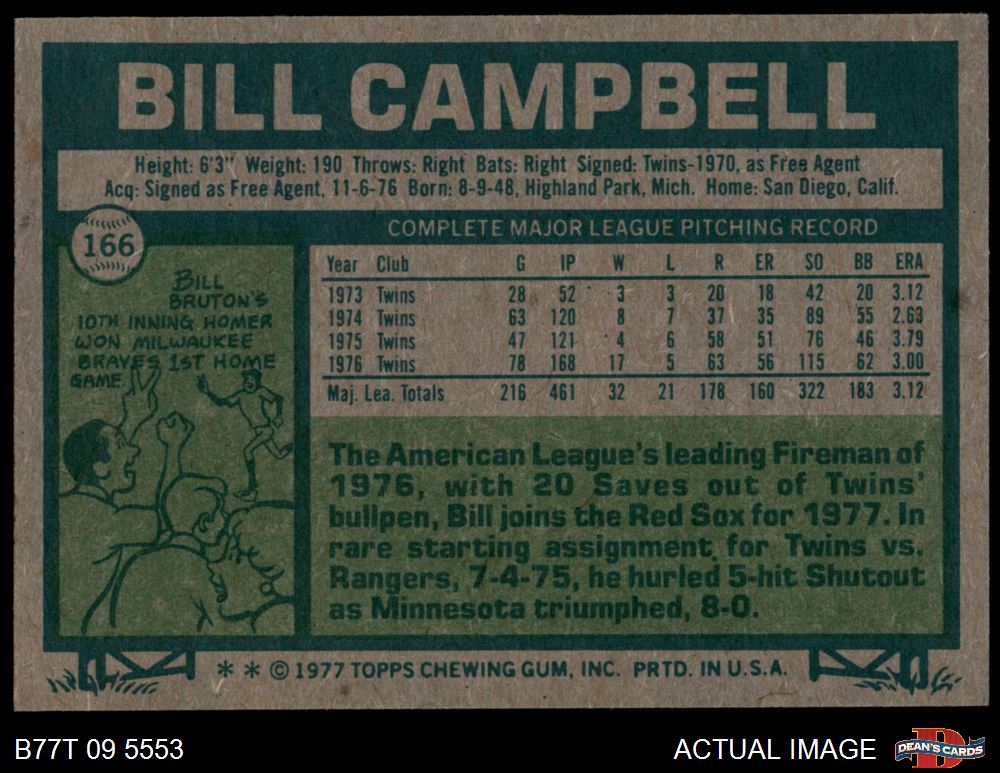 BILL CAMPBELL
Height: 6'3" Weight: 190 Throws: Right Bats: Right Signed: Twins-1970, as Free Agent
Acq: Signed as Free Agent, 11-6-76 Born: 8-9-48, Highland Park, Mich. Home: San Diego, Calif.
166
BILL
BRUTON'S
10TH INNING HOMER
WON MILWAUKEE
BRAVES 1ST HOME
GAME.
COMPLETE MAJOR LEAGUE PITCHING RECORD
Year Club G IP W L R ER SO BB ERA
1973 Twins 28 52 3 3 20 18 42 20 3.12
1974 Twins 63 120 8 7 37 35 89 55 2.63
1975 Twins 47 121 4 6 58 51 76 46 3.79
1976 Twins 78 168 17 5 63 56 115 62 3.00
Maj. Lea. Totals 216 461 32 21 178 160 322 183 3.12
The American League's leading Fireman of
1976, with 20 Saves out of Twins'
bullpen, Bill joins the Red Sox for 1977. In
rare starting assignment for Twins vs.
Rangers, 7-4-75, he hurled 5-hit Shutout
as Minnesota triumphed, 8-0.
* * © 1977 TOPPS CHEWING GUM, INC. PRTD. IN U.S.A.
B77T 09 5553
ACTUAL IMAGE
D
DEAN'S CARDS